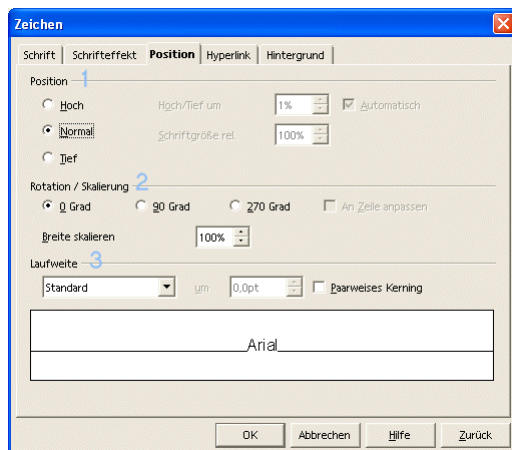 Zeichen
Schrift Schrifteffekt Position Hyperlink Hintergrund
Position 1
Hoch Hoch/Tief um 1% Automatisch
Normal Schriftgröße rel. 100%
Tief
Rotation / Skalierung 2
0 Grad 90 Grad 270 Grad An Zeile anpassen
Breite skalieren 100%
Laufweite 3
Standard um 0,0pt Paarweises Kerning
Arial
OK Abbrechen Hilfe Zurück